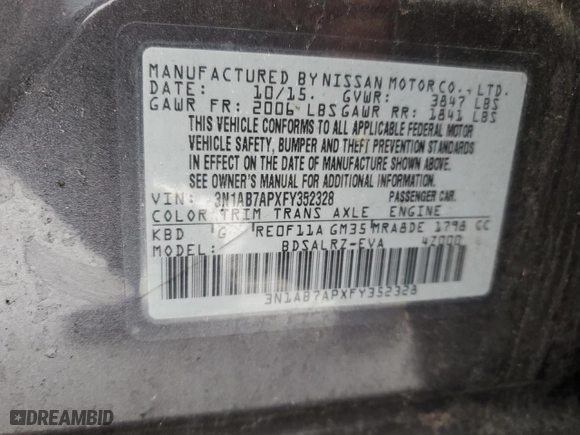 MANUFACTURED BY NISSAN MOTOR CO., LTD.
DATE: 10/15. GVWR: 3847 LBS
GAWR FR: 2006 LBS GAWR RR: 1841 LBS
THIS VEHICLE CONFORMS TO ALL APPLICABLE FEDERAL MOTOR
VEHICLE SAFETY, BUMPER AND THEFT PREVENTION STANDARDS
IN EFFECT ON THE DATE OF MANUFACTURE SHOWN ABOVE.
SEE OWNER'S MANUAL FOR ADDITIONAL INFORMATION.
VIN: 3N1AB7APXFY352328 PASSENGER CAR.
COLOR TRIM TRANS AXLE ENGINE
KBD G RE0F11A GM35 MRA8DE 1798 CC
MODEL: BDSALRZ-EVA 4Z000
3N1AB7APXFY352328
DREAMBID